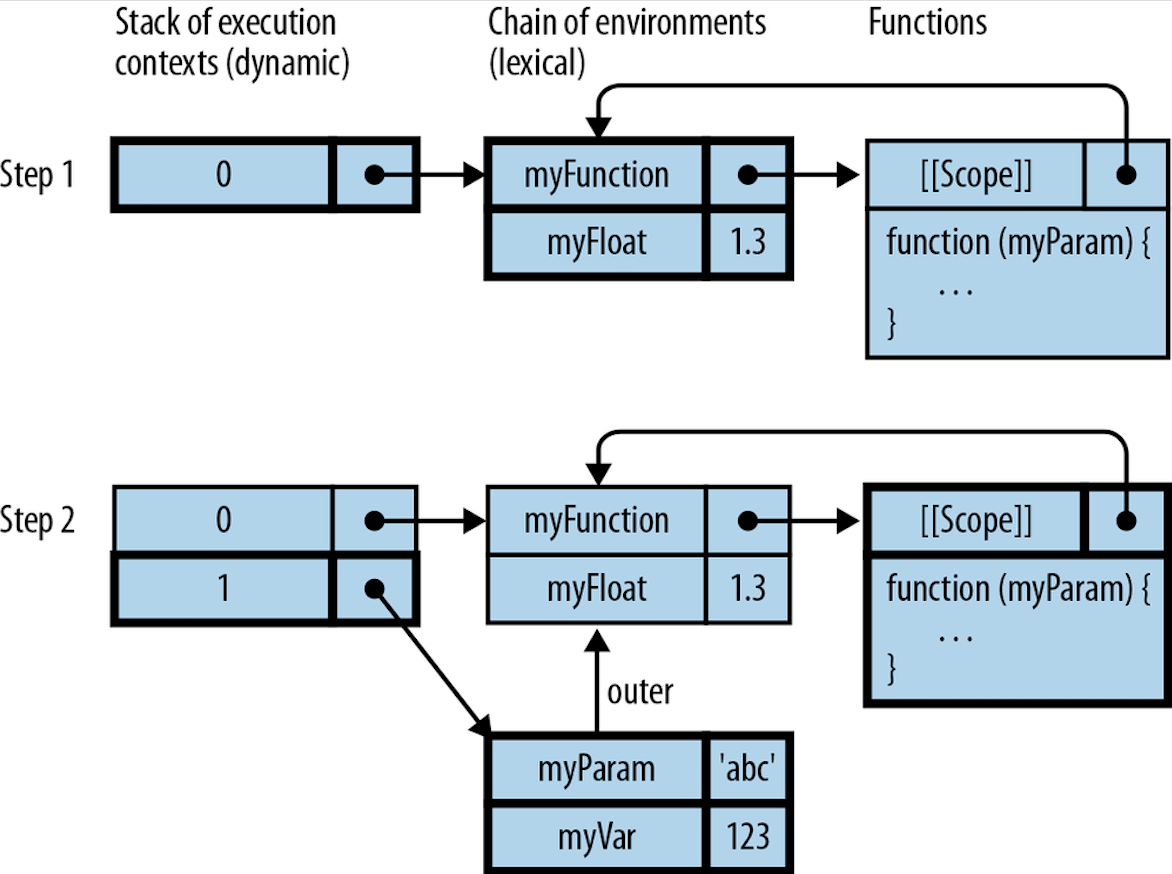 Stack of execution
contexts (dynamic)
Chain of environments
(lexical)
Functions
Step 1
0
myFunction
myFloat
1.3
[[Scope]]
function (myParam) {
...
}
Step 2
0
1
myFunction
myFloat
1.3
outer
myParam
'abc'
myVar
123
[[Scope]]
function (myParam) {
...
}